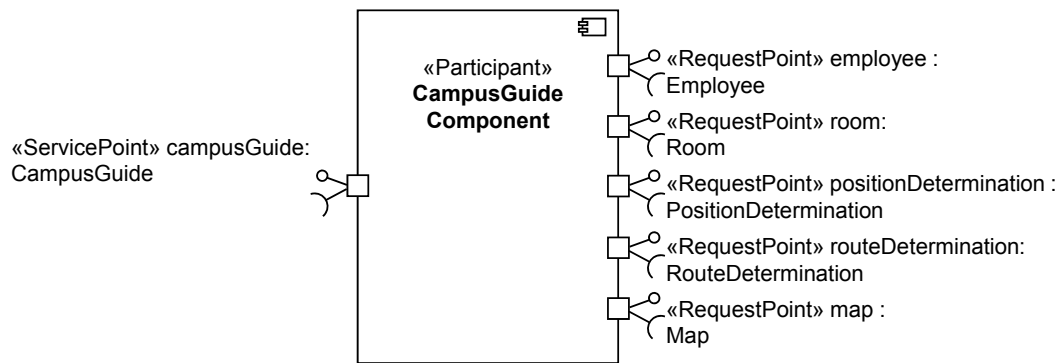 «Participant»
CampusGuide
Component
«ServicePoint» campusGuide:
CampusGuide
«RequestPoint» employee :
Employee
«RequestPoint» room:
Room
«RequestPoint» positionDetermination :
PositionDetermination
«RequestPoint» routeDetermination:
RouteDetermination
«RequestPoint» map :
Map